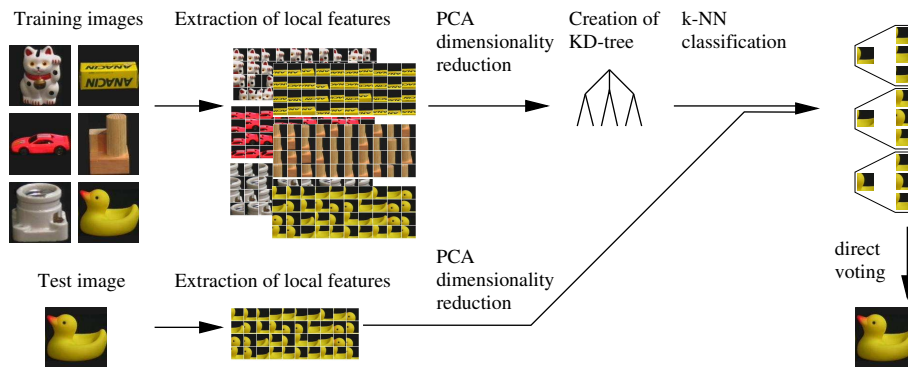 Training images
Extraction of local features
PCA
dimensionality
reduction
Creation of
KD-tree
k-NN
classification
ANACIN
ANACIN
Test image
Extraction of local features
PCA
dimensionality
reduction
direct
voting